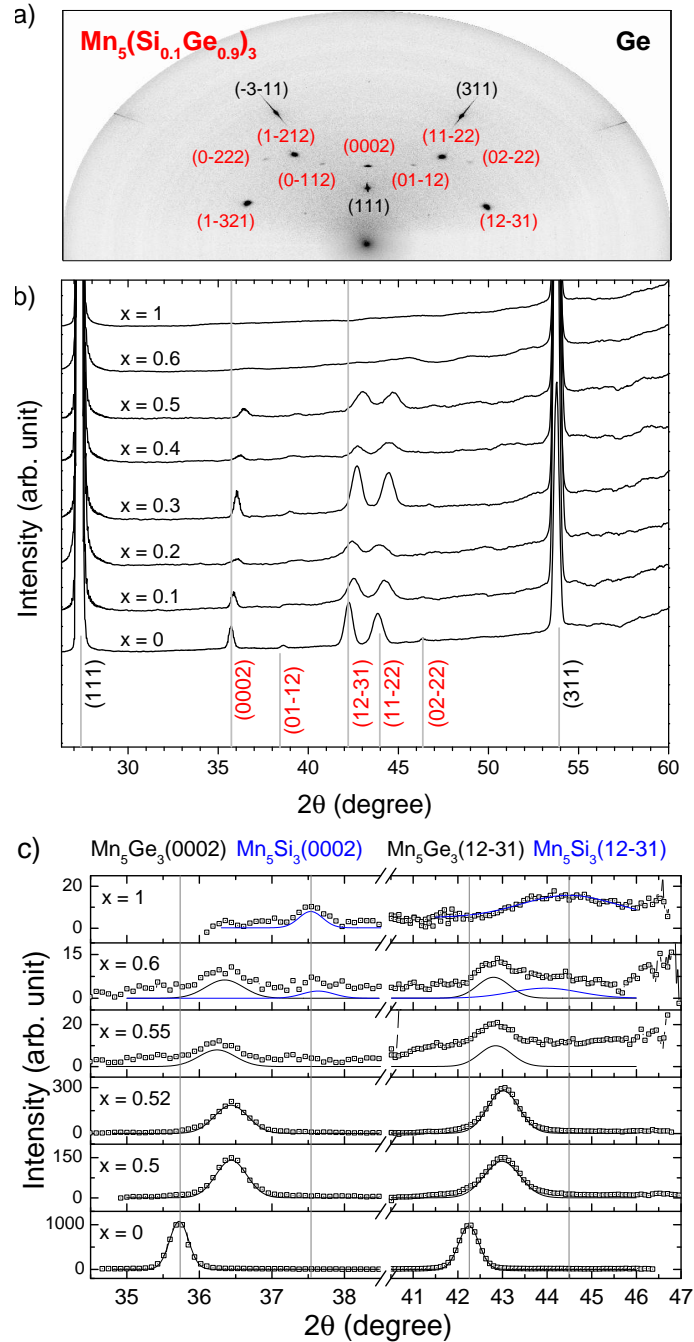 a)
Mn5(Si0.1Ge0.9)3 Ge
(-3-11) (311)
(1-212) (0002) (11-22)
(0-222) (02-22)
(0-112) (01-12)
(1-321) (111) (12-31)
b)
x = 1
x = 0.6
x = 0.5
x = 0.4
x = 0.3
x = 0.2
x = 0.1
x = 0
Intensity (arb. unit)
(111) (0002) (01-12) (12-31) (11-22) (02-22) (311)
30 35 40 45 50 55 60
2θ (degree)
c)
Mn5Ge3(0002) Mn5Si3(0002) Mn5Ge3(12-31) Mn5Si3(12-31)
20 x = 1
0
15 x = 0.6
0
20 x = 0.55
0
300 x = 0.52
0
150 x = 0.5
0
1000 x = 0
0
Intensity (arb. unit)
35 36 37 38 41 42 43 44 45 46 47
2θ (degree)